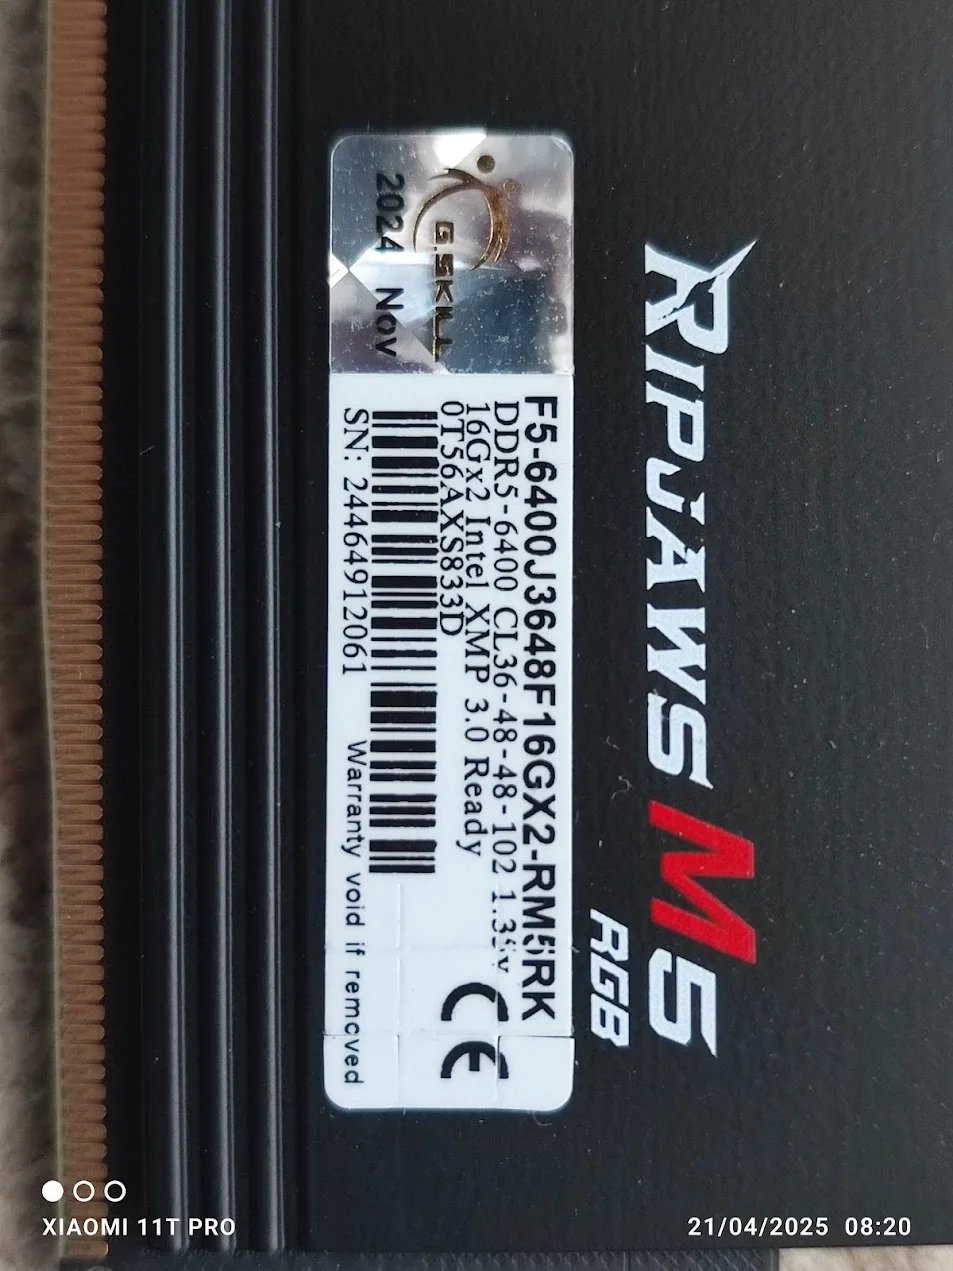 G.SKILL
2024 Nov
F5-6400J3648F16GX2-RM5RK
DDR5-6400 CL36-48-48-102 1.35v
16Gx2 Intel XMP 3.0 Ready
0T56AXS833D
SN: 24464912061 Warranty void if removed
CE
RIPJAWS M5
RGB
XIAOMI 11T PRO
21/04/2025 08:20